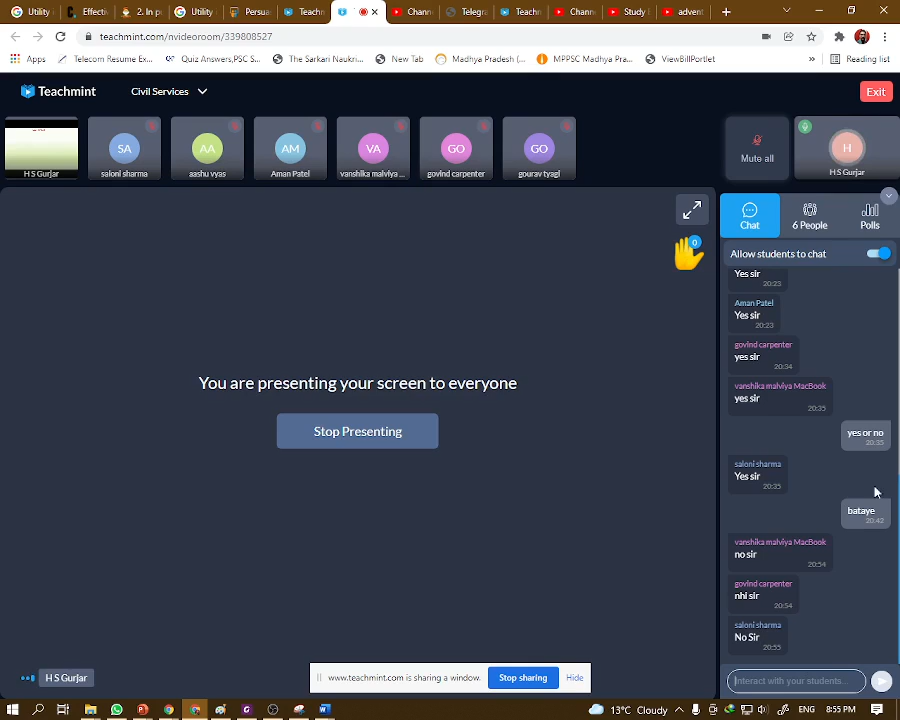 Utility
Effectiv
2. In p
Utility
Persua
Teachm
Channe
Telegra
Teachm
Channe
Study I
advent
teachmint.com/nvideoroom/339808527
Apps
Telecom Resume Ex...
Quiz Answers,PSC S...
The Sarkari Naukri...
New Tab
Madhya Pradesh (...
MPPSC Madhya Pra...
ViewBillPortlet
»
Reading list
Teachmint
Civil Services
Exit
H S Gurjar
SA
saloni sharma
AA
aashu vyas
AM
Aman Patel
VA
vanshika malviya ...
GO
govind carpenter
GO
gourav tyagi
Mute all
H
H S Gurjar
Chat
6 People
Polls
0
Allow students to chat
Yes sir
20:23
Aman Patel
Yes sir
20:23
govind carpenter
yes sir
20:34
vanshika malviya MacBook
yes sir
20:35
yes or no
20:35
saloni sharma
Yes sir
20:35
bataye
20:42
vanshika malviya MacBook
no sir
20:54
govind carpenter
nhi sir
20:54
saloni sharma
No Sir
20:55
You are presenting your screen to everyone
Stop Presenting
H S Gurjar
www.teachmint.com is sharing a window.
Stop sharing
Hide
Interact with your students...
13°C Cloudy
ENG
8:55 PM